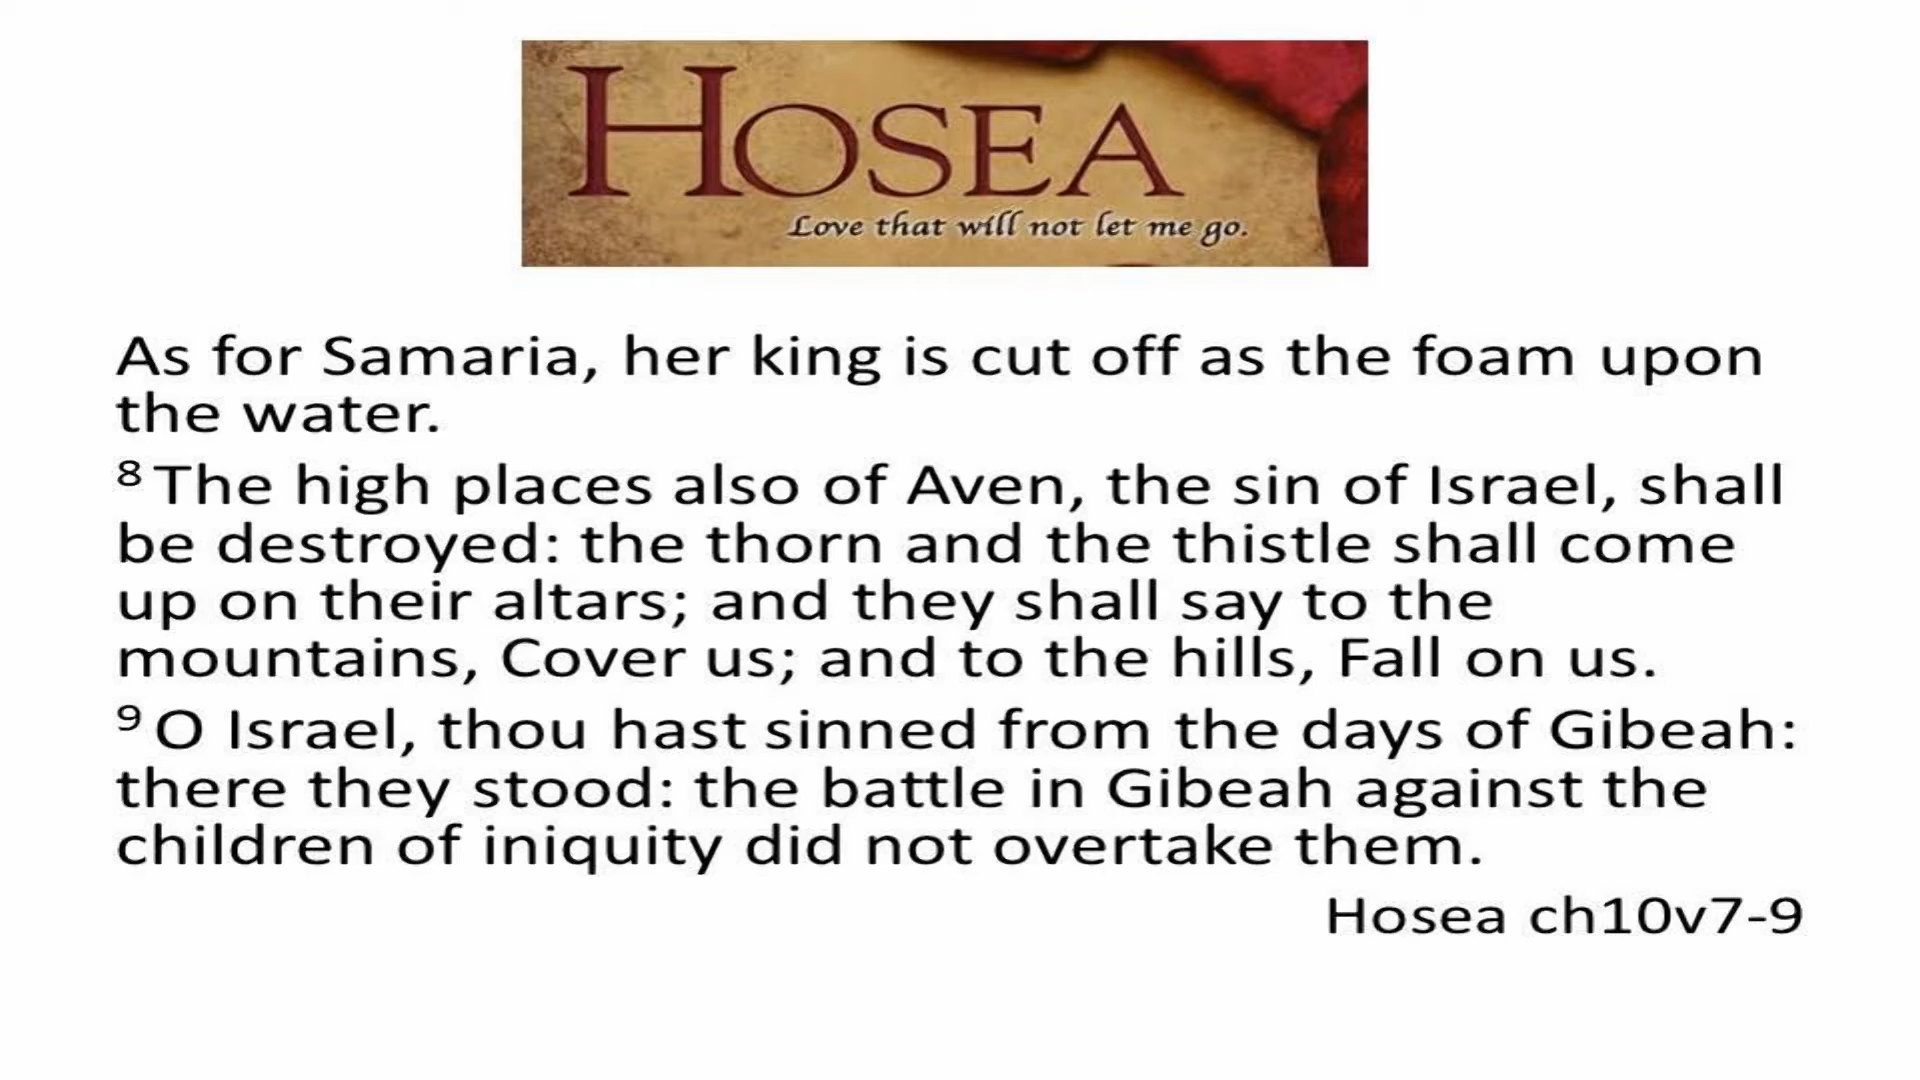 HOSEA
Love that will not let me go.
As for Samaria, her king is cut off as the foam upon
the water.
8 The high places also of Aven, the sin of Israel, shall
be destroyed: the thorn and the thistle shall come
up on their altars; and they shall say to the
mountains, Cover us; and to the hills, Fall on us.
9 O Israel, thou hast sinned from the days of Gibeah:
there they stood: the battle in Gibeah against the
children of iniquity did not overtake them.
Hosea ch10v7-9